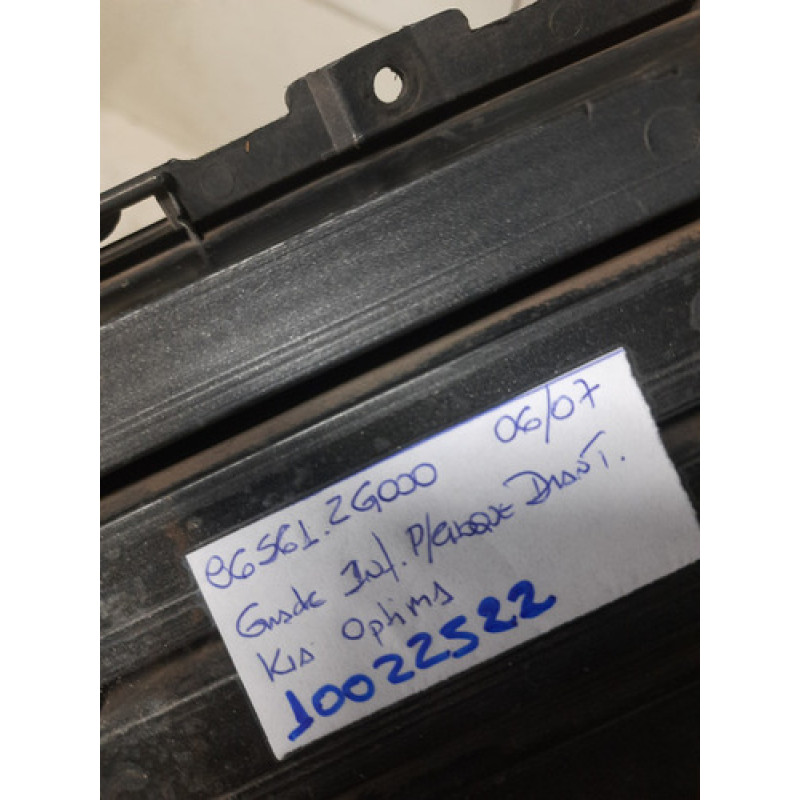 86561.2G000 06/07
Grade Inf. P/choque Diant.
Kia Optima
10022522